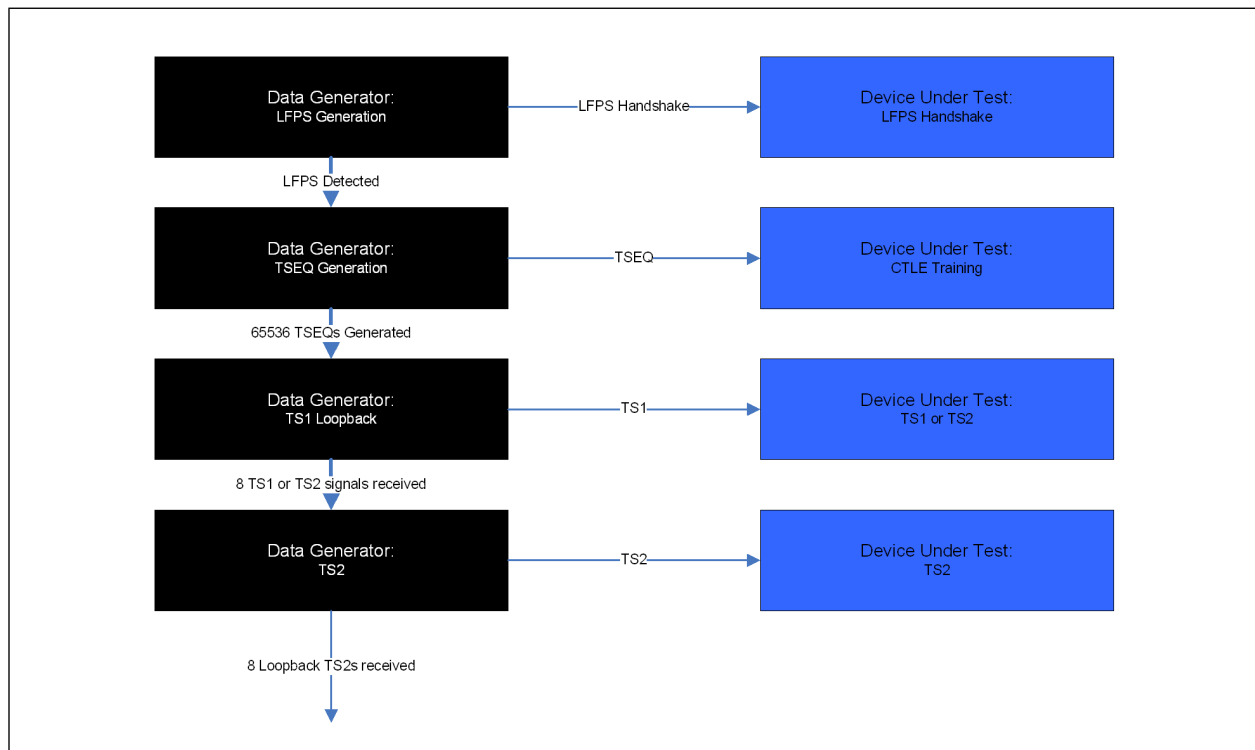 Data Generator:
LFPS Generation
LFPS Handshake
Device Under Test:
LFPS Handshake
LFPS Detected
Data Generator:
TSEQ Generation
TSEQ
Device Under Test:
CTLE Training
65536 TSEQs Generated
Data Generator:
TS1 Loopback
TS1
Device Under Test:
TS1 or TS2
8 TS1 or TS2 signals received
Data Generator:
TS2
TS2
Device Under Test:
TS2
8 Loopback TS2s received